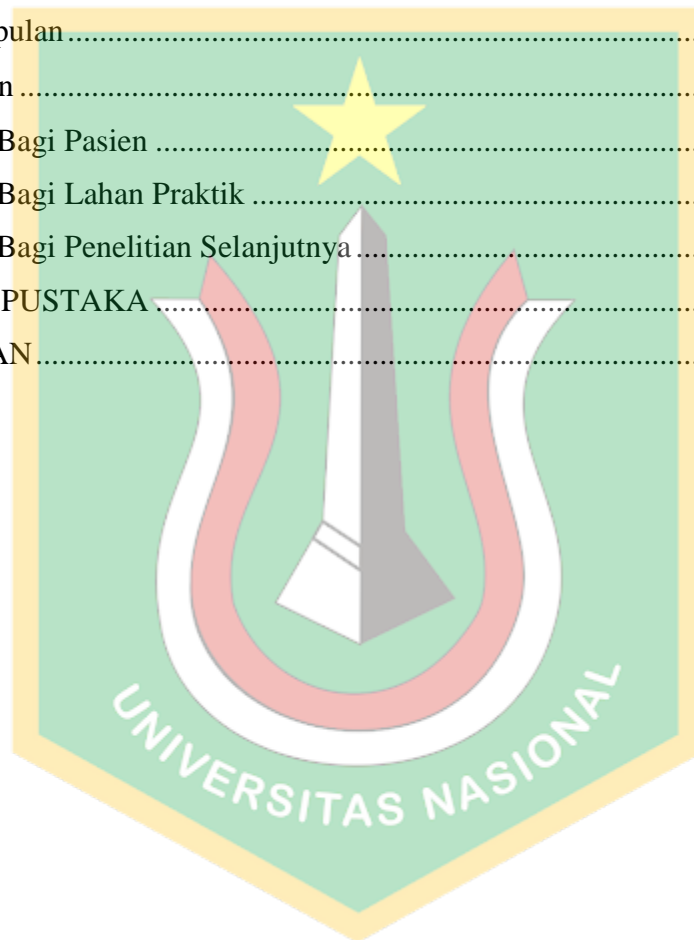 pulan ........................................................................................
n ........................................................................................
Bagi Pasien ........................................................................................
Bagi Lahan Praktik ........................................................................................
Bagi Penelitian Selanjutnya ........................................................................................
PUSTAKA ........................................................................................
AN ........................................................................................
UNIVERSITAS NASIONAL